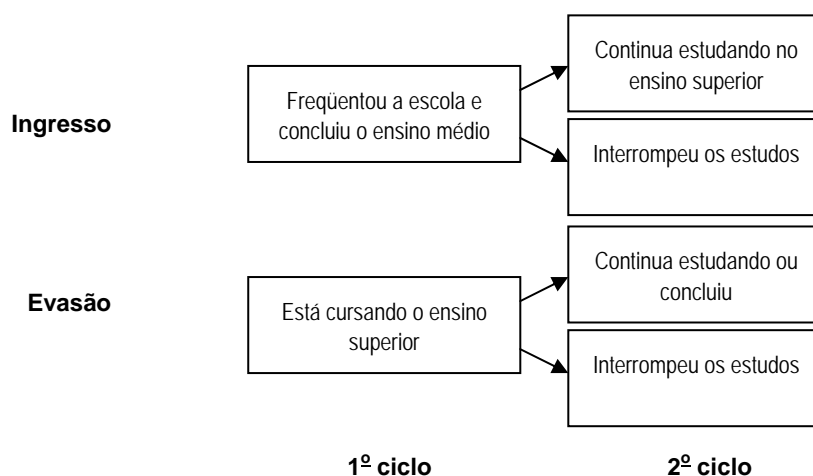 Continua estudando no
ensino superior
Freqüentou a escola e
concluiu o ensino médio
Ingresso
Interrompeu os estudos
Continua estudando ou
concluiu
Está cursando o ensino
superior
Evasão
Interrompeu os estudos
1º ciclo
2º ciclo